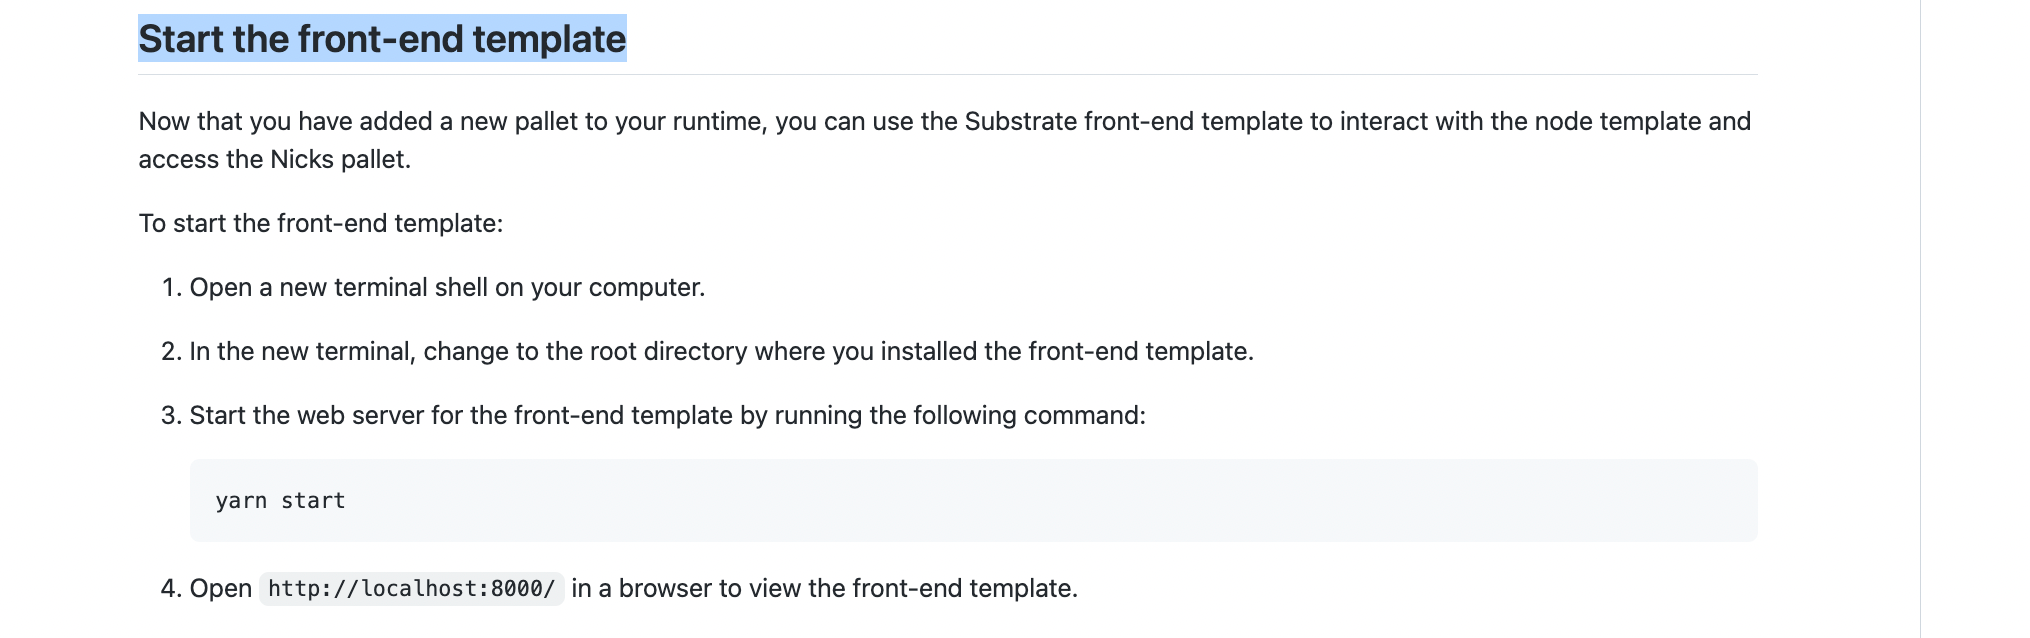 Start the front-end template
Now that you have added a new pallet to your runtime, you can use the Substrate front-end template to interact with the node template and
access the Nicks pallet.
To start the front-end template:
1. Open a new terminal shell on your computer.
2. In the new terminal, change to the root directory where you installed the front-end template.
3. Start the web server for the front-end template by running the following command:
yarn start
4. Open http://localhost:8000/ in a browser to view the front-end template.